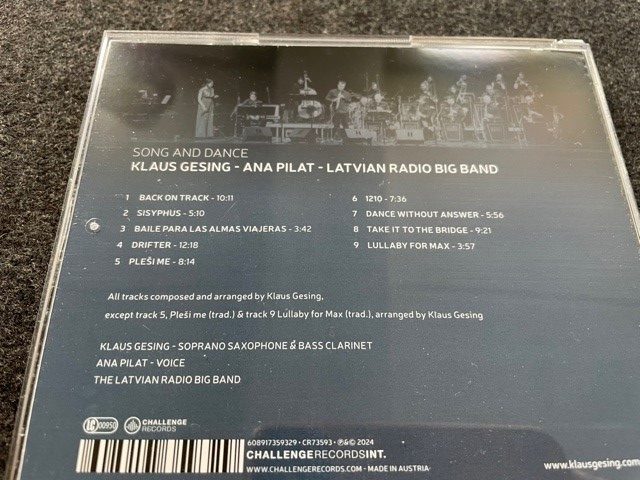 SONG AND DANCE
KLAUS GESING - ANA PILAT - LATVIAN RADIO BIG BAND
1 BACK ON TRACK - 10:11
2 SISYPHUS - 5:10
3 BAILE PARA LAS ALMAS VIAJERAS - 3:42
4 DRIFTER - 12:18
5 PLEŠI ME - 8:14
6 1210 - 7:36
7 DANCE WITHOUT ANSWER - 5:56
8 TAKE IT TO THE BRIDGE - 9:21
9 LULLABY FOR MAX - 3:57
All tracks composed and arranged by Klaus Gesing,
except track 5, Pleši me (trad.) & track 9 Lullaby for Max (trad.), arranged by Klaus Gesing
KLAUS GESING - SOPRANO SAXOPHONE & BASS CLARINET
ANA PILAT - VOICE
THE LATVIAN RADIO BIG BAND
LC 00950
CHALLENGE
RECORDS
608917359329 - CR73593 - ℗&© 2024
CHALLENGERECORDSINT.
WWW.CHALLENGERECORDS.COM - MADE IN AUSTRIA
www.klausgesing.com